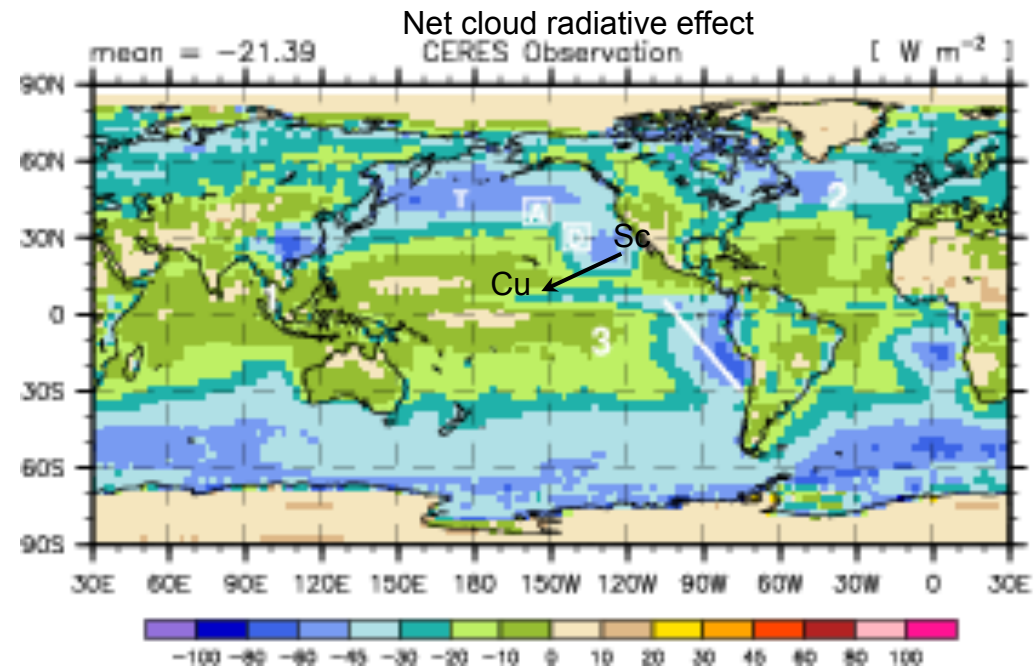 Net cloud radiative effect
mean = -21.39 CERES Observation [ W m⁻² ]
90N
60N
T 2
A
30N
C Sc
Cu
1
0
3
30S
60S
90S
30E 60E 90E 120E 150E 180 150W 120W 90W 60W 30W 0 30E
-100 -80 -60 -45 -30 -20 -10 0 10 20 30 45 60 80 100